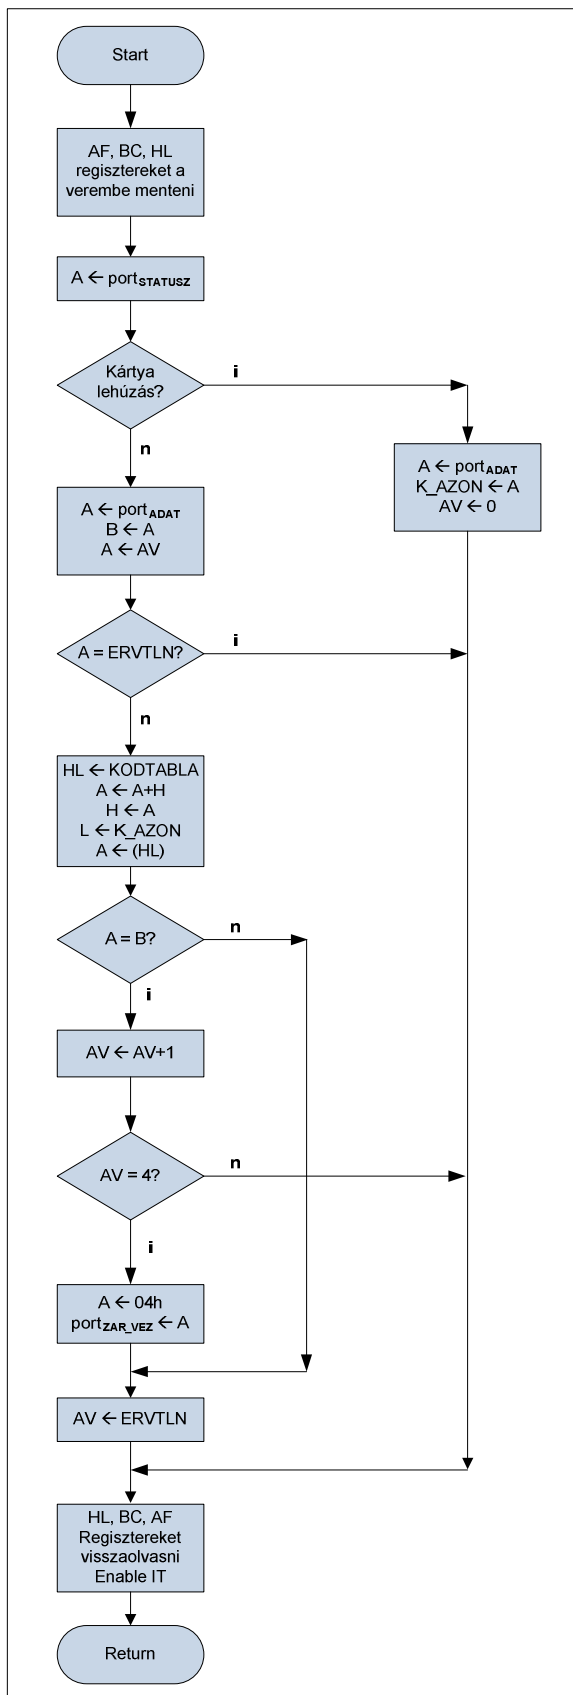 Start
AF, BC, HL
regisztereket a
verembe menteni
A ← portSTATUSZ
Kártya
lehúzás?
i
n
A ← portADAT
K_AZON ← A
AV ← 0
A ← portADAT
B ← A
A ← AV
A = ERVTLN?
i
n
HL ← KODTABLA
A ← A+H
H ← A
L ← K_AZON
A ← (HL)
A = B?
n
i
AV ← AV+1
AV = 4?
n
i
A ← 04h
portZAR_VEZ ← A
AV ← ERVTLN
HL, BC, AF
Regisztereket
visszaolvasni
Enable IT
Return